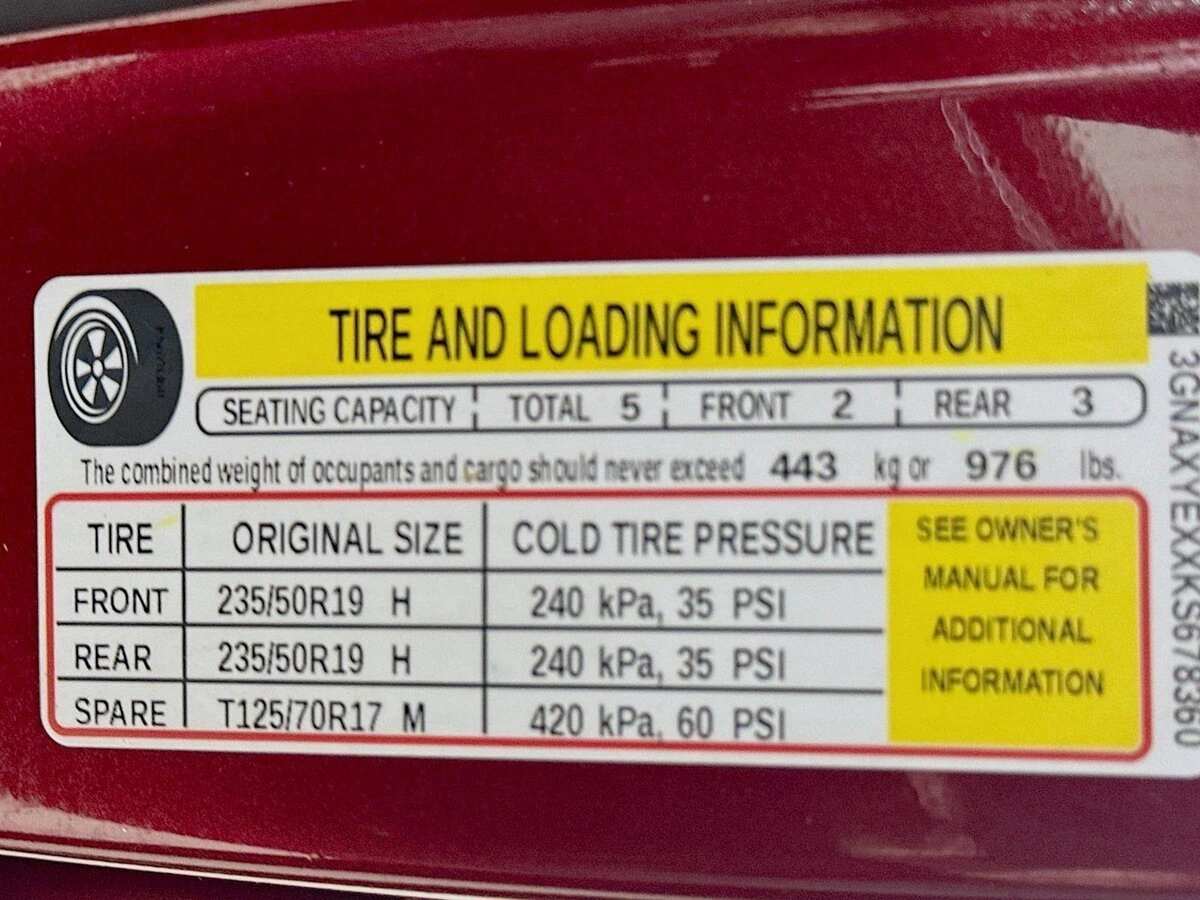 TIRE AND LOADING INFORMATION
SEATING CAPACITY TOTAL 5 FRONT 2 REAR 3
The combined weight of occupants and cargo should never exceed 443 kg or 976 lbs.
TIRE ORIGINAL SIZE COLD TIRE PRESSURE
FRONT 235/50R19 H 240 kPa, 35 PSI
REAR 235/50R19 H 240 kPa, 35 PSI
SPARE T125/70R17 M 420 kPa, 60 PSI
SEE OWNER'S
MANUAL FOR
ADDITIONAL
INFORMATION
3GNAXYEXXKS678360